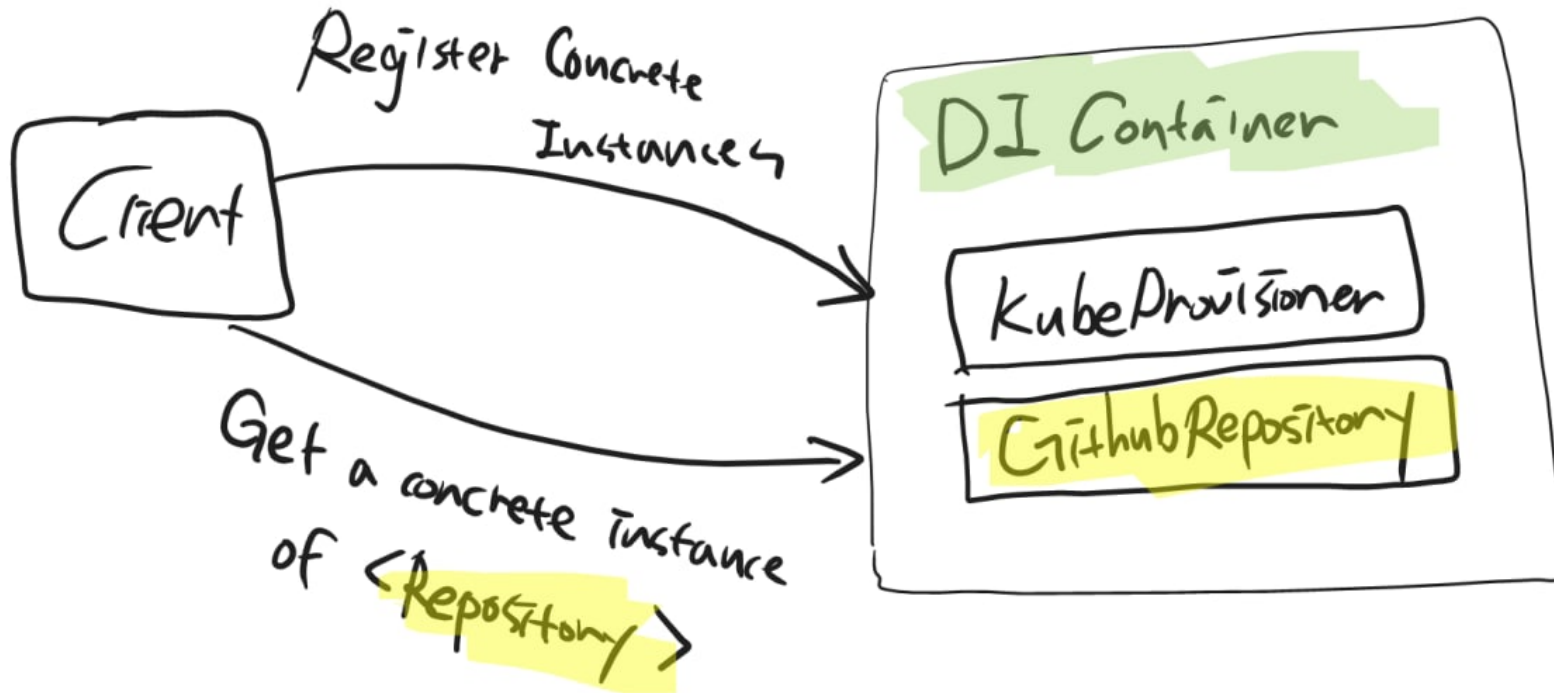 Register Concrete
Instances
Client
Get a concrete instance
of <Repository>
DI Container
KubeProvisioner
GithubRepository